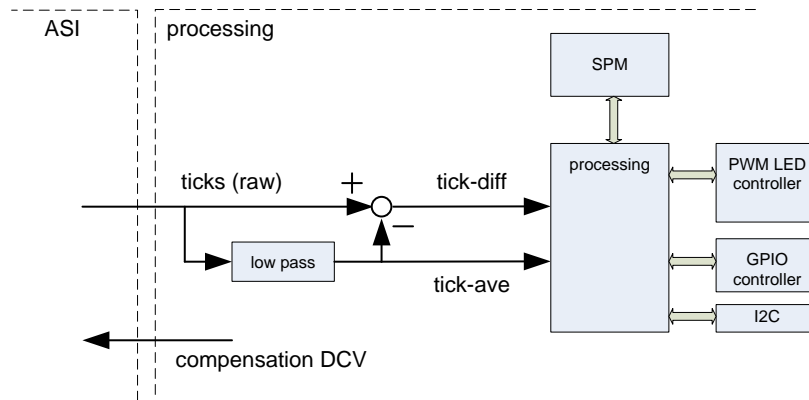 ASI
processing
SPM
processing
PWM LED
controller
ticks (raw)
+
tick-diff
−
low pass
tick-ave
GPIO
controller
I2C
compensation DCV